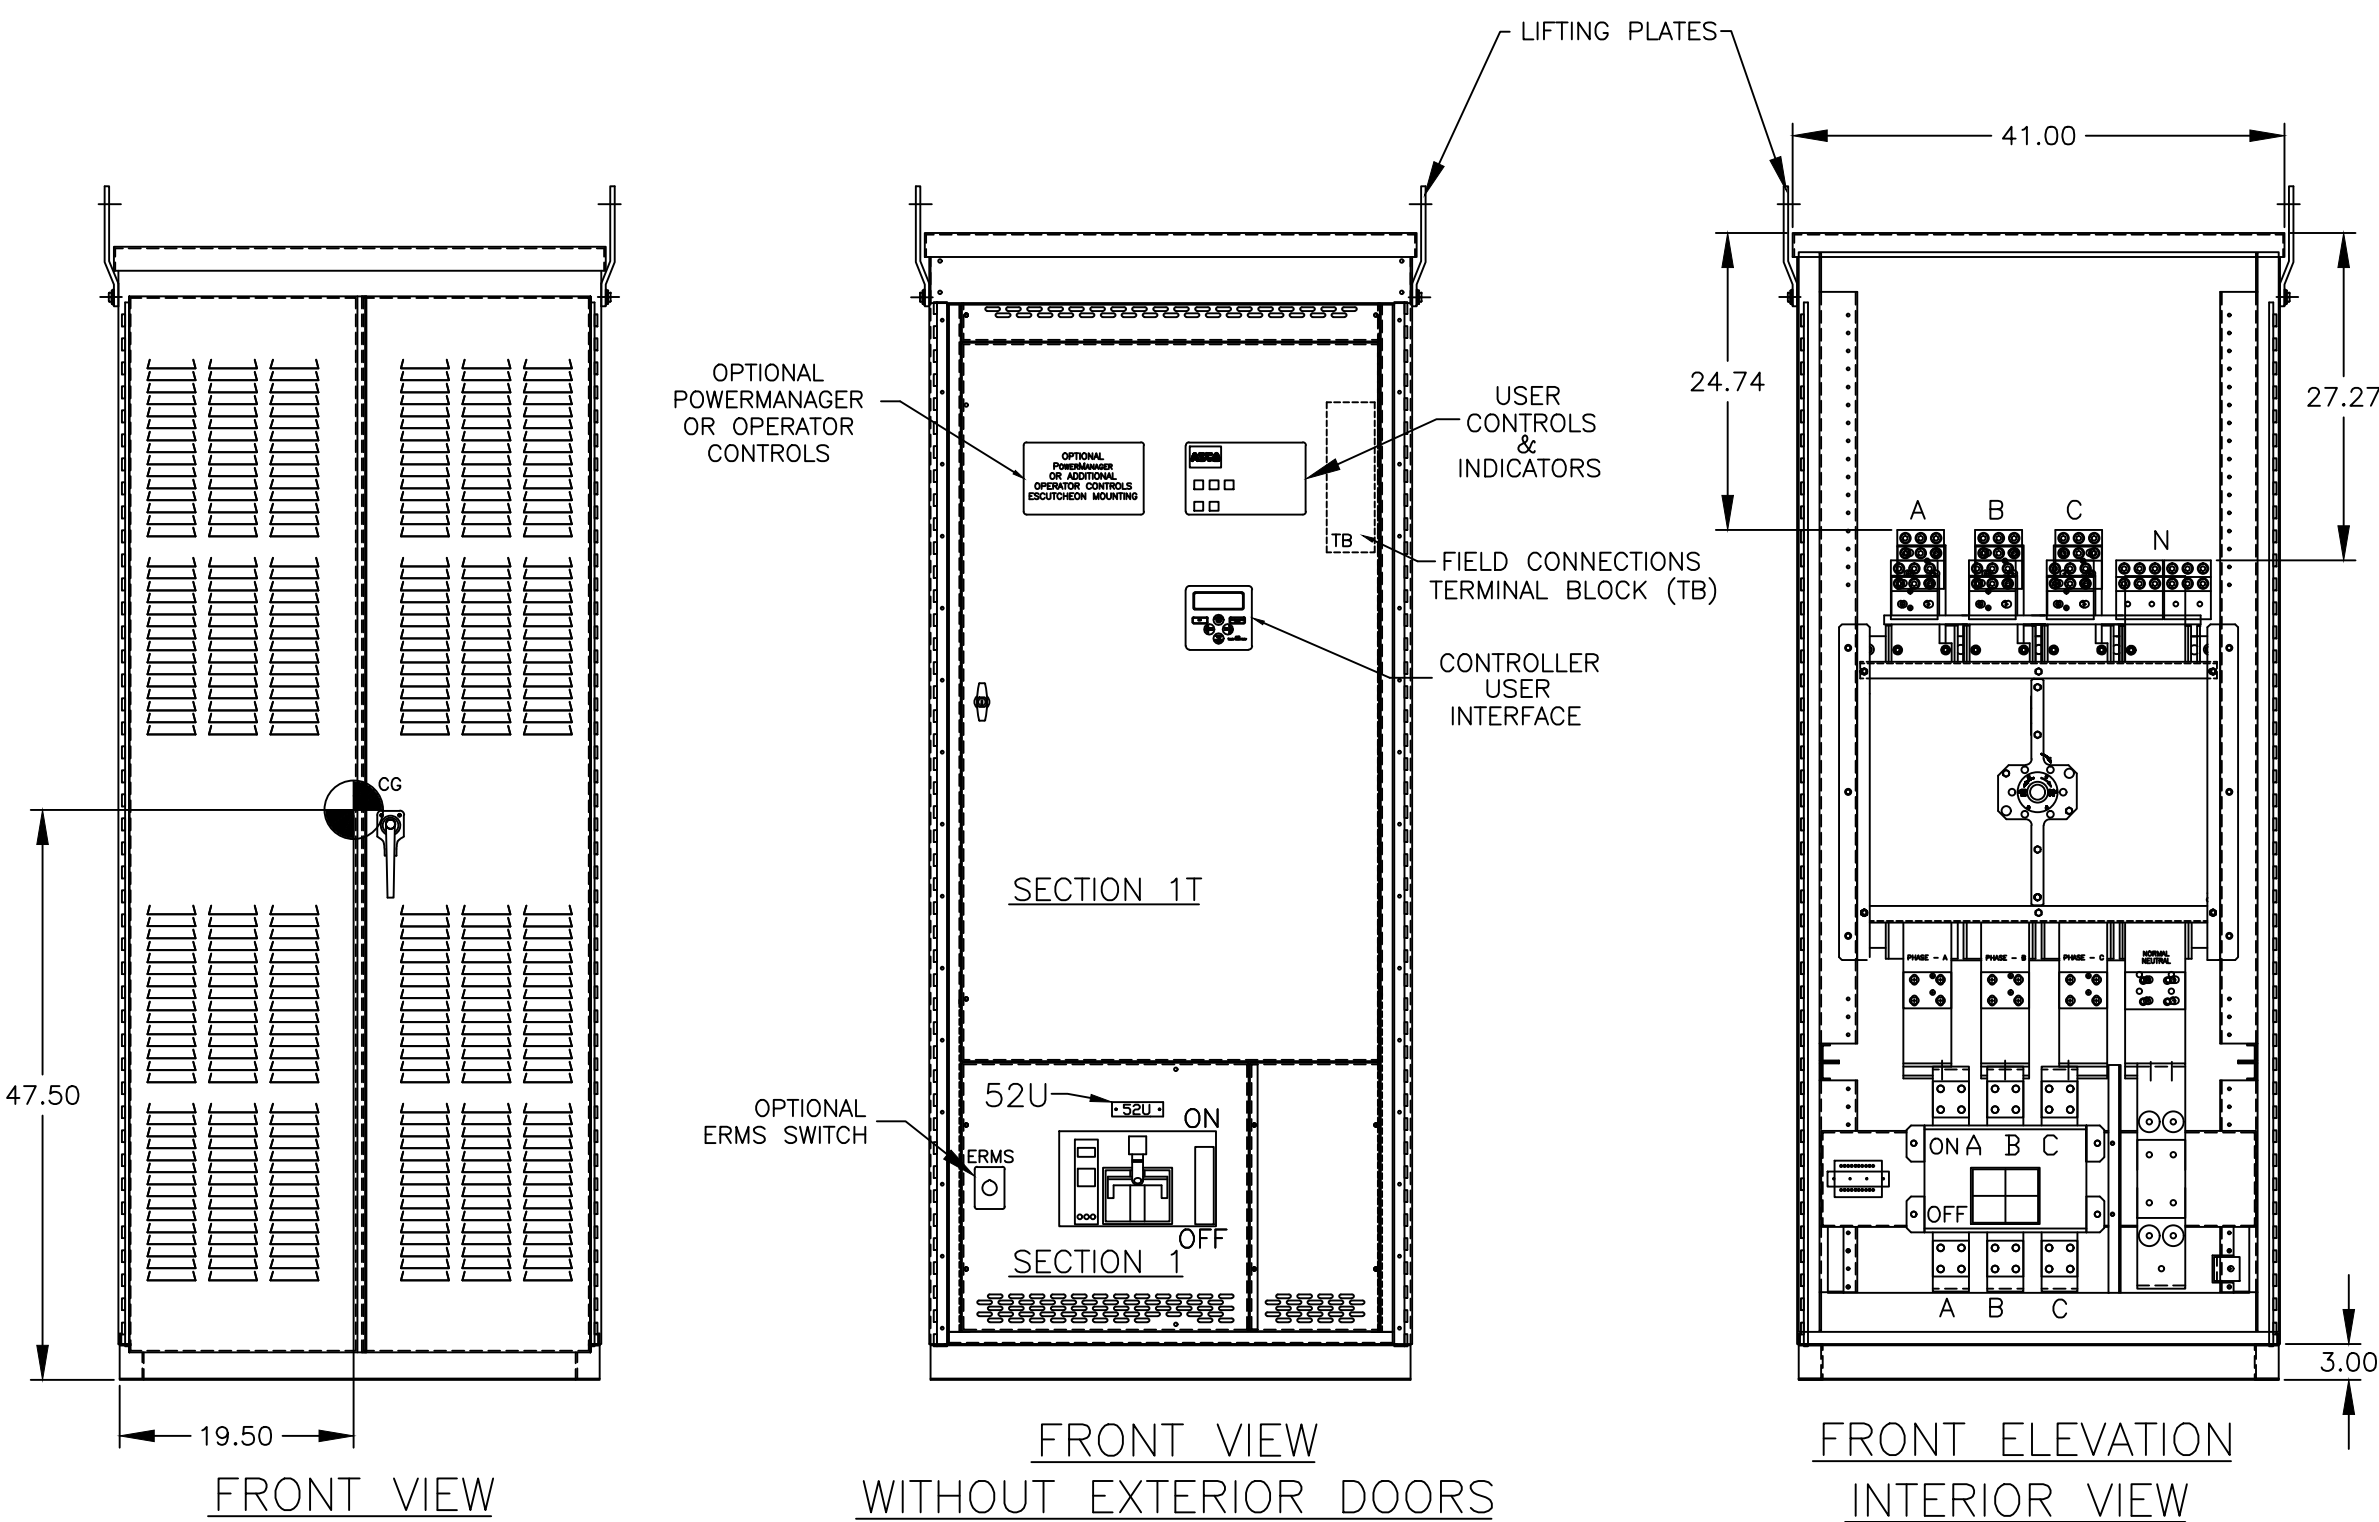 LIFTING PLATES
41.00
24.74
27.27
OPTIONAL
POWERMANAGER
OR OPERATOR
CONTROLS
OPTIONAL
POWERMANAGER
OR ADDITIONAL
OPERATOR CONTROLS
ESCUTCHEON MOUNTING
ASCO
USER
CONTROLS
&
INDICATORS
TB
FIELD CONNECTIONS
TERMINAL BLOCK (TB)
CONTROLLER
USER
INTERFACE
A B C N
CG
47.50
19.50
SECTION 1T
52U
52U
ON
OPTIONAL
ERMS SWITCH
ERMS
OFF
SECTION 1
PHASE - A
PHASE - B
PHASE - C
NORMAL
NEUTRAL
ON A B C
OFF
A B C
3.00
FRONT VIEW
FRONT VIEW
WITHOUT EXTERIOR DOORS
FRONT ELEVATION
INTERIOR VIEW